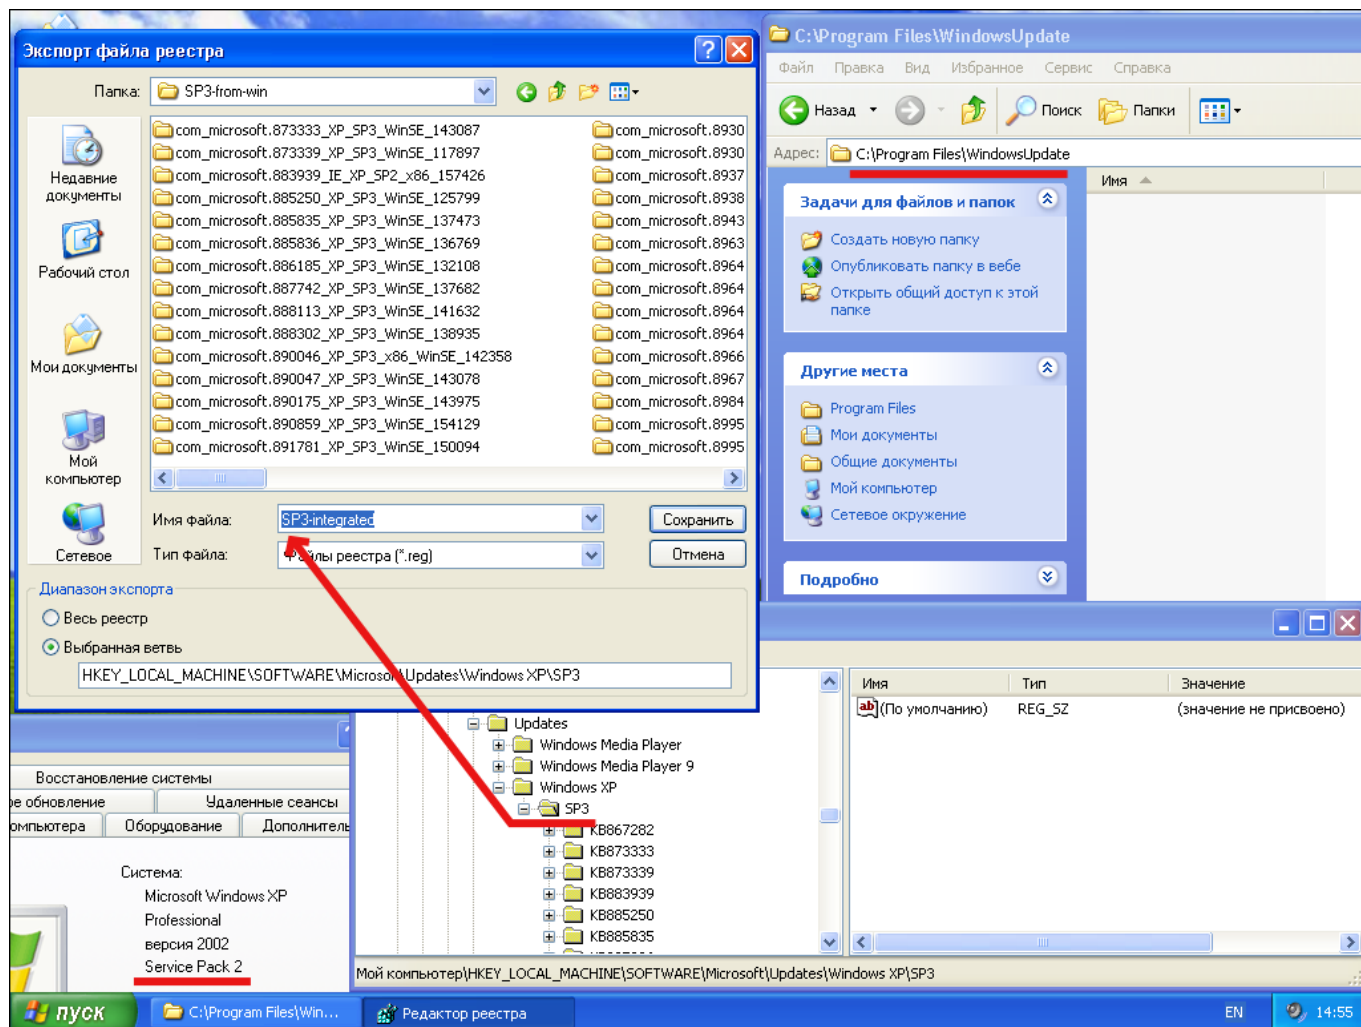 Экспорт файла реестра
Папка:
SP3-from-win
Недавние документы
Рабочий стол
Мои документы
Мой компьютер
Сетевое
com_microsoft.873333_XP_SP3_WinSE_143087
com_microsoft.873339_XP_SP3_WinSE_117897
com_microsoft.883939_IE_XP_SP2_x86_157426
com_microsoft.885250_XP_SP3_WinSE_125799
com_microsoft.885835_XP_SP3_WinSE_137473
com_microsoft.885836_XP_SP3_WinSE_136769
com_microsoft.886185_XP_SP3_WinSE_132108
com_microsoft.887742_XP_SP3_WinSE_137682
com_microsoft.888113_XP_SP3_WinSE_141632
com_microsoft.888302_XP_SP3_WinSE_138935
com_microsoft.890046_XP_SP3_x86_WinSE_142358
com_microsoft.890047_XP_SP3_WinSE_143078
com_microsoft.890175_XP_SP3_WinSE_143975
com_microsoft.890859_XP_SP3_WinSE_154129
com_microsoft.891781_XP_SP3_WinSE_150094
com_microsoft.8930
com_microsoft.8930
com_microsoft.8937
com_microsoft.8938
com_microsoft.8943
com_microsoft.8963
com_microsoft.8964
com_microsoft.8964
com_microsoft.8964
com_microsoft.8964
com_microsoft.8966
com_microsoft.8967
com_microsoft.8984
com_microsoft.8995
com_microsoft.8995
Имя файла:
SP3-integrated
Сохранить
Тип файла:
Файлы реестра (*.reg)
Отмена
Диапазон экспорта
Весь реестр
Выбранная ветвь
HKEY_LOCAL_MACHINE\SOFTWARE\Microsoft\Updates\Windows XP\SP3
C:\Program Files\WindowsUpdate
Файл Правка Вид Избранное Сервис Справка
Назад Поиск Папки
Адрес: C:\Program Files\WindowsUpdate
Имя
Задачи для файлов и папок
Создать новую папку
Опубликовать папку в вебе
Открыть общий доступ к этой
папке
Другие места
Program Files
Мои документы
Общие документы
Мой компьютер
Сетевое окружение
Подробно
Updates
Windows Media Player
Windows Media Player 9
Windows XP
SP3
KB867282
KB873333
KB873339
KB883939
KB885250
KB885835
Имя Тип Значение
(По умолчанию) REG_SZ (значение не присвоено)
Мой компьютер\HKEY_LOCAL_MACHINE\SOFTWARE\Microsoft\Updates\Windows XP\SP3
Восстановление системы
ое обновление Удаленные сеансы
омпьютера Оборудование Дополнитель
Система:
Microsoft Windows XP
Professional
версия 2002
Service Pack 2
пуск
C:\Program Files\Win...
Редактор реестра
EN
14:55